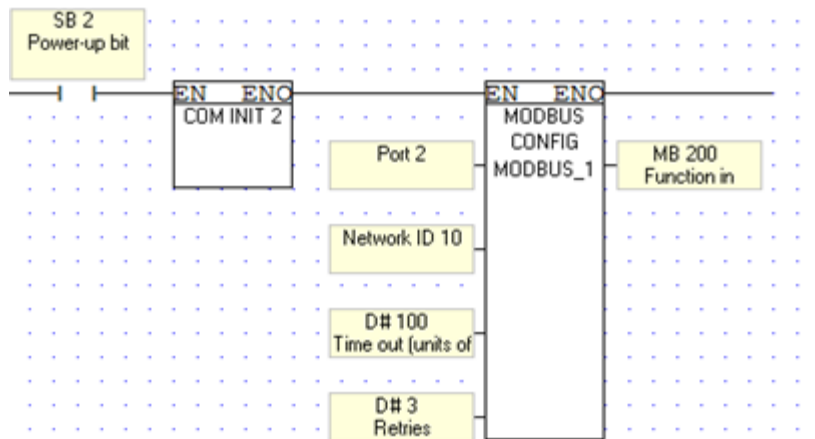 SB 2
Power-up bit
EN ENO
COM INIT 2
EN ENO
MODBUS
CONFIG
MODBUS_1
Port 2
MB 200
Function in
Network ID 10
D# 100
Time out (units of
D# 3
Retries